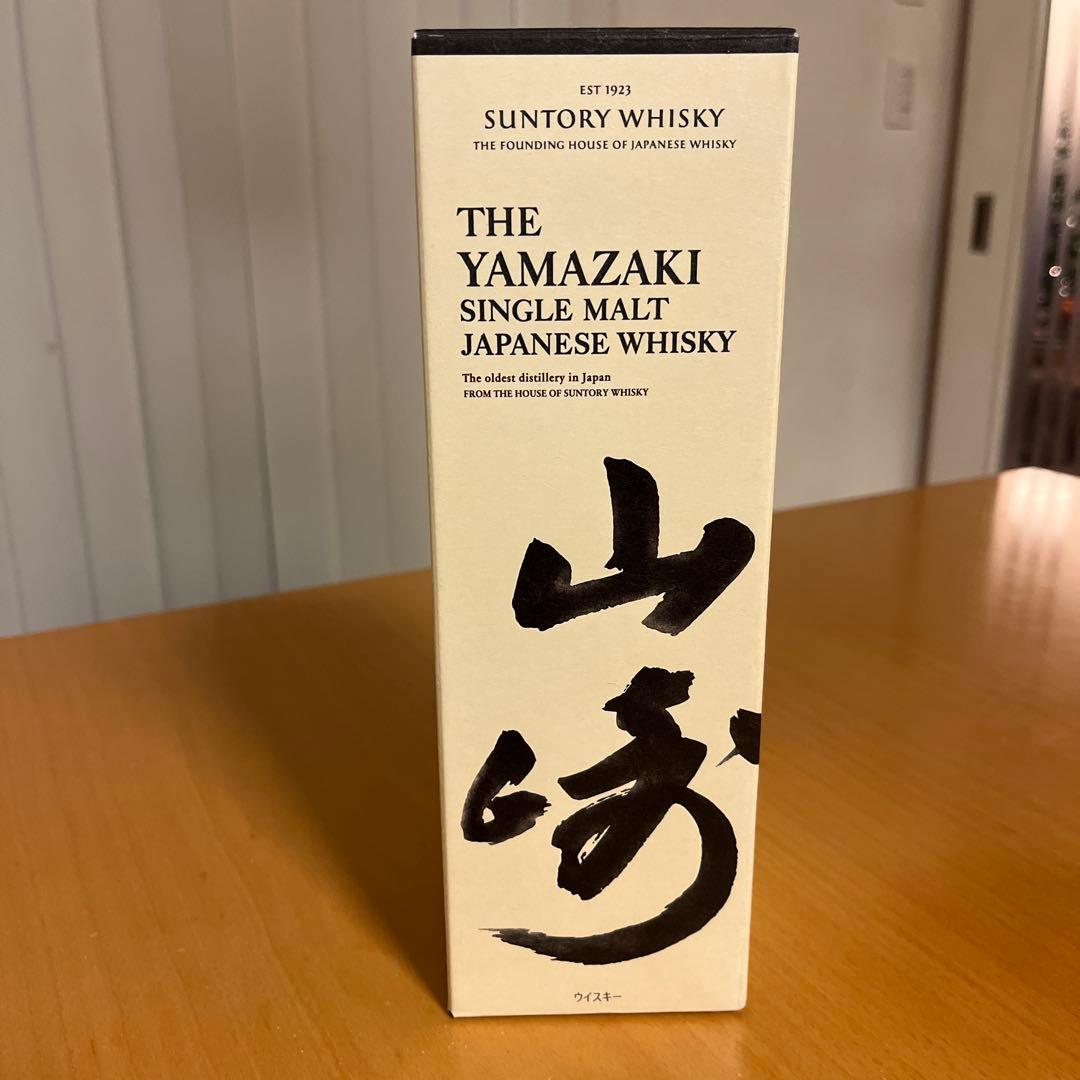 EST 1923
SUNTORY WHISKY
THE FOUNDING HOUSE OF JAPANESE WHISKY
THE
YAMAZAKI
SINGLE MALT
JAPANESE WHISKY
The oldest distillery in Japan
FROM THE HOUSE OF SUNTORY WHISKY
山
崎
ウイスキー